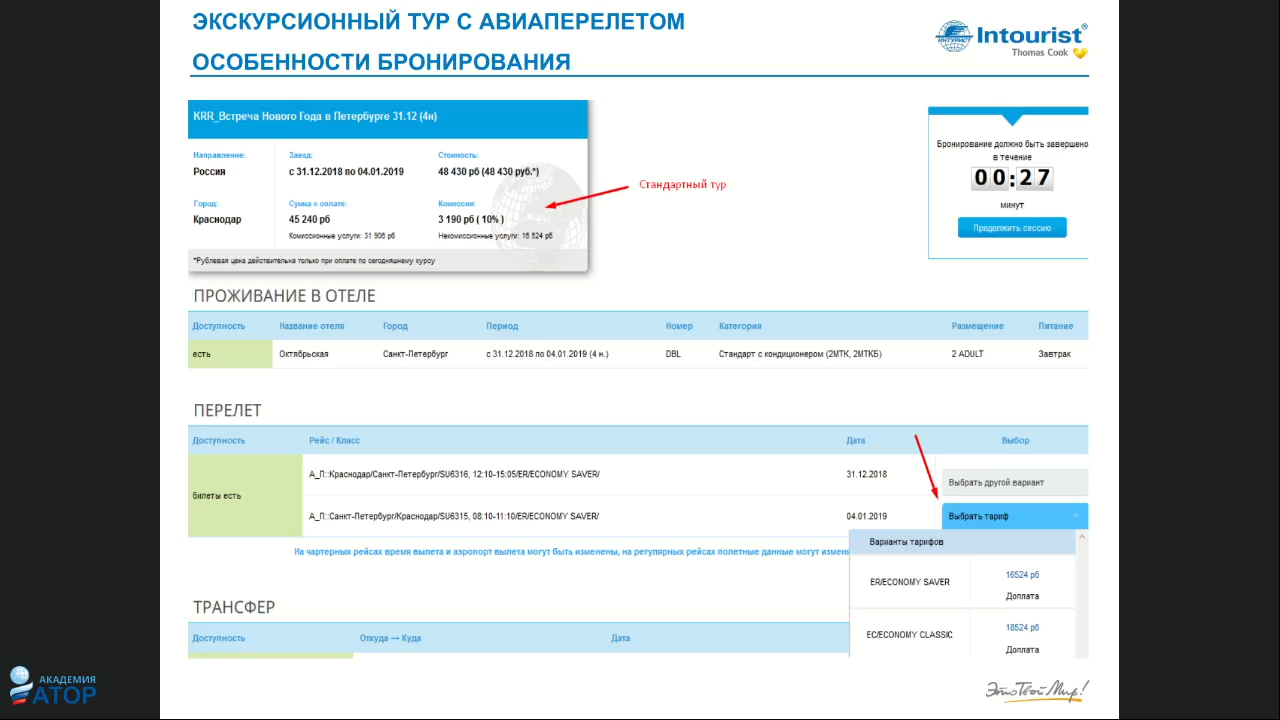 ЭКСКУРСИОННЫЙ ТУР С АВИАПЕРЕЛЕТОМ
ОСОБЕННОСТИ БРОНИРОВАНИЯ
ИНТУРИСТ
Intourist®
Thomas Cook
KRR_Встреча Нового Года в Петербурге 31.12 (4н)
Направление: Заезд: Стоимость:
Россия с 31.12.2018 по 04.01.2019 48 430 рб (48 430 руб.*)
Город: Сумма к оплате: Комиссия:
Краснодар 45 240 рб 3 190 рб ( 10% )
Комиссионные услуги: 31 906 рб Некомиссионные услуги: 16 524 рб
*Рублевая цена действительна только при оплате по сегодняшнему курсу
Стандартный тур
Бронирование должно быть завершено
в течение
00:27
минут
Продолжить сессию
ПРОЖИВАНИЕ В ОТЕЛЕ
Доступность Название отеля Город Период Номер Категория Размещение Питание
есть Октябрьская Санкт-Петербург с 31.12.2018 по 04.01.2019 (4 н.) DBL Стандарт с кондиционером (2МТК, 2МТКБ) 2 ADULT Завтрак
ПЕРЕЛЕТ
Доступность Рейс / Класс Дата Выбор
билеты есть
А_П::Краснодар/Санкт-Петербург/SU6316, 12:10-15:05/ER/ECONOMY SAVER/ 31.12.2018
Выбрать другой вариант
А_П::Санкт-Петербург/Краснодар/SU6315, 08:10-11:10/ER/ECONOMY SAVER/ 04.01.2019 Выбрать тариф
На чартерных рейсах время вылета и аэропорт вылета могут быть изменены, на регулярных рейсах полетные данные могут измен
Варианты тарифов
ER/ECONOMY SAVER 16524 рб
Доплата
EC/ECONOMY CLASSIC 18524 рб
Доплата
ТРАНСФЕР
Доступность Откуда → Куда Дата
АКАДЕМИЯ
АТОР
Это Твой Мир!